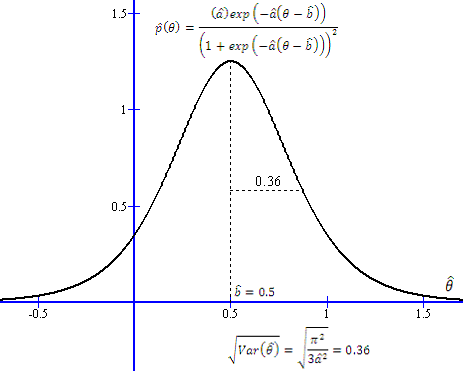 1.5
p̂(θ) = (â)exp(−â(θ − b̂)) / (1 + exp(−â(θ − b̂)))²
1
0.36
0.5
θ̂
b̂ = 0.5
-0.5 0.5 1 1.5
√Var(θ̂) = √(π²/3â²) = 0.36